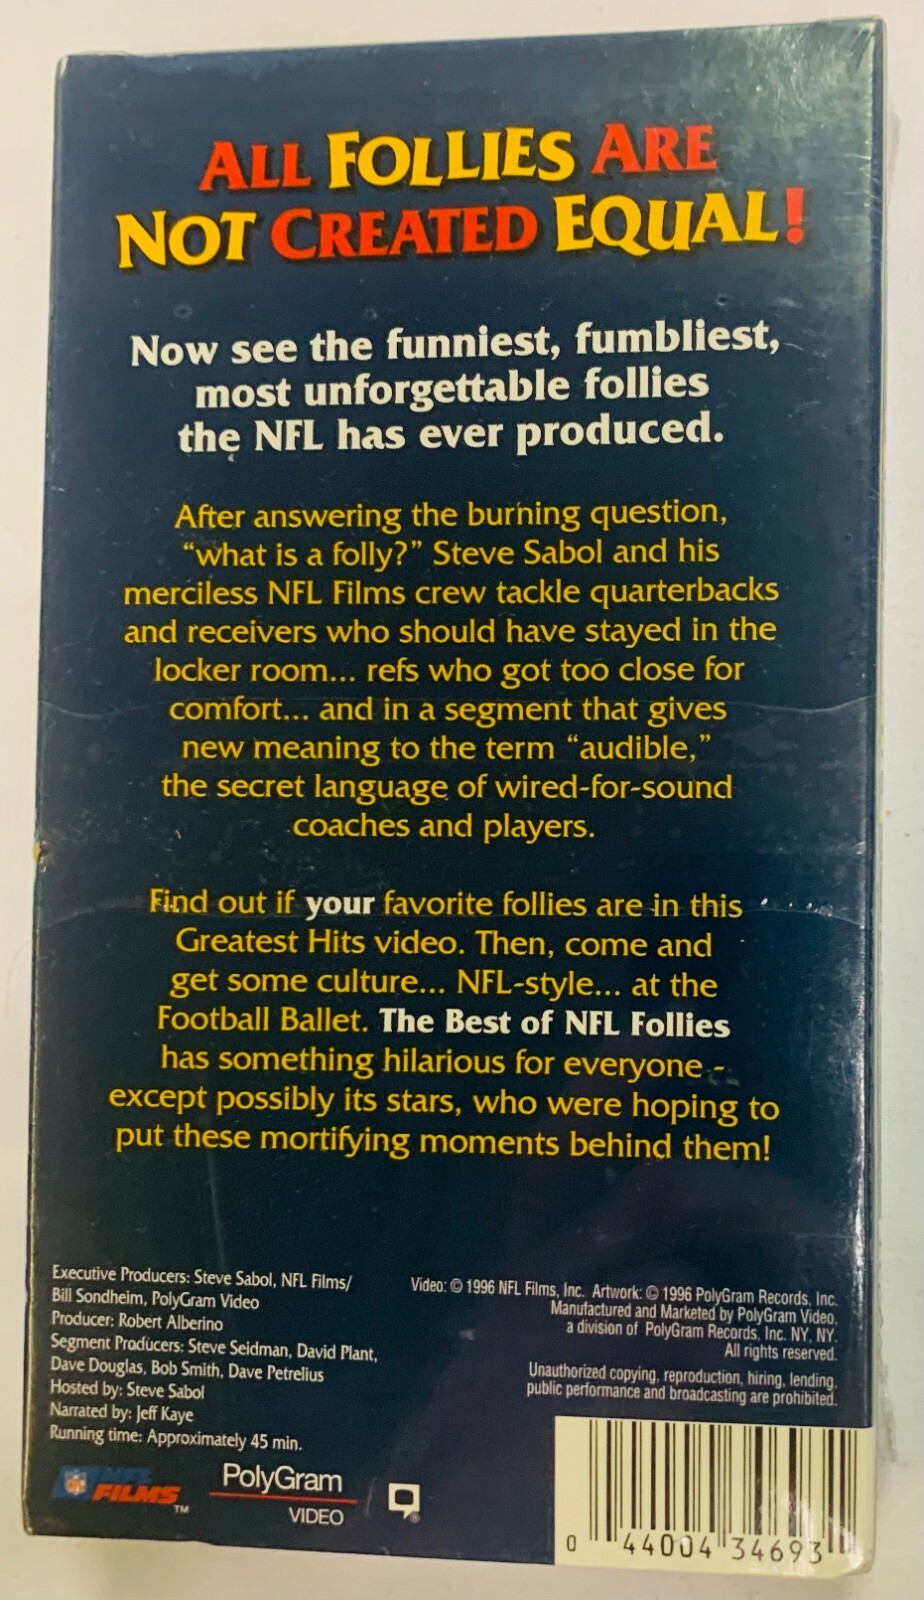 ALL FOLLIES ARE
NOT CREATED EQUAL!
Now see the funniest, fumbliest,
most unforgettable follies
the NFL has ever produced.
After answering the burning question,
“what is a folly?” Steve Sabol and his
merciless NFL Films crew tackle quarterbacks
and receivers who should have stayed in the
locker room... refs who got too close for
comfort... and in a segment that gives
new meaning to the term “audible,”
the secret language of wired-for-sound
coaches and players.
Find out if your favorite follies are in this
Greatest Hits video. Then, come and
get some culture... NFL-style... at the
Football Ballet. The Best of NFL Follies
has something hilarious for everyone -
except possibly its stars, who were hoping to
put these mortifying moments behind them!
Executive Producers: Steve Sabol, NFL Films/
Bill Sondheim, PolyGram Video
Producer: Robert Alberino
Segment Producers: Steve Seidman, David Plant,
Dave Douglas, Bob Smith, Dave Petrelius
Hosted by: Steve Sabol
Narrated by: Jeff Kaye
Running time: Approximately 45 min.
Video: © 1996 NFL Films, Inc. Artwork: © 1996 PolyGram Records, Inc.
Manufactured and Marketed by PolyGram Video,
a division of PolyGram Records, Inc. NY, NY.
All rights reserved.
Unauthorized copying, reproduction, hiring, lending,
public performance and broadcasting are prohibited.
NFL
FILMS™
PolyGram
VIDEO
®
0 44004 34693